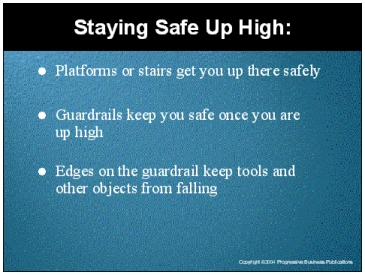 Staying Safe Up High:
● Platforms or stairs get you up there safely
● Guardrails keep you safe once you are
up high
● Edges on the guardrail keep tools and
other objects from falling
Copyright ©2004 Progressive Business Publications